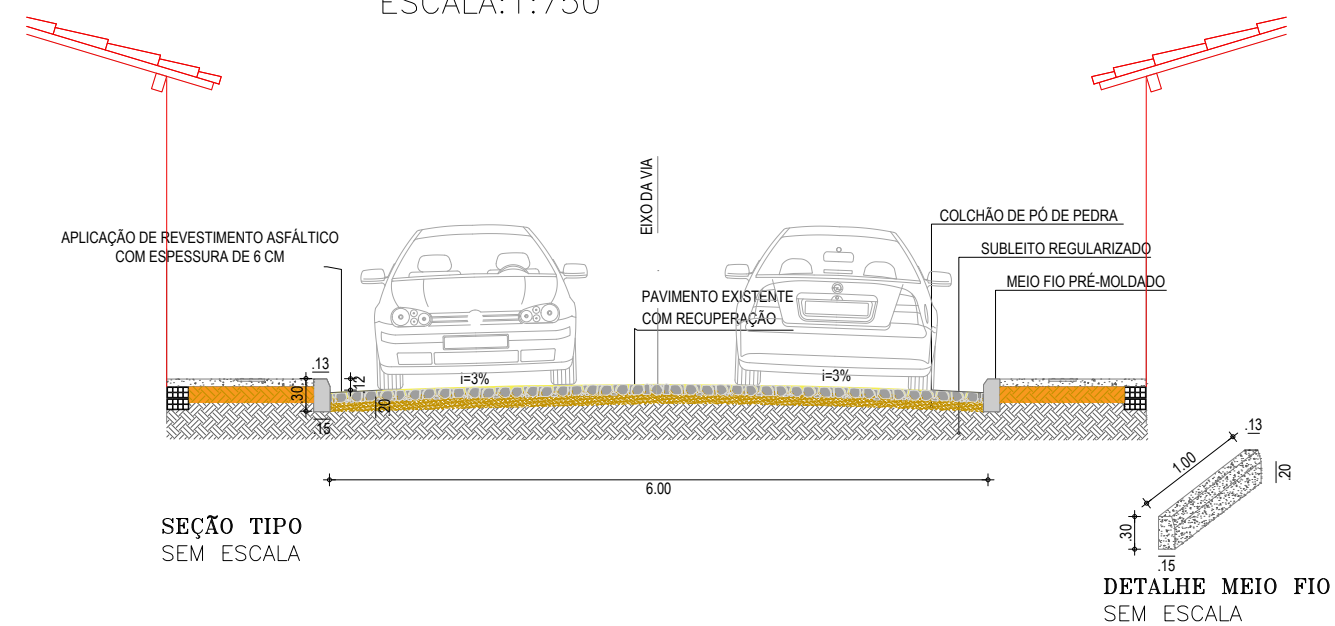 ESCALA:1:750
EIXO DA VIA
APLICAÇÃO DE REVESTIMENTO ASFÁLTICO
COM ESPESSURA DE 6 CM
COLCHÃO DE PÓ DE PEDRA
SUBLEITO REGULARIZADO
MEIO FIO PRÉ-MOLDADO
PAVIMENTO EXISTENTE
COM RECUPERAÇÃO
.13
.12
.30
i=3%
i=3%
.20
.15
6.00
SEÇÃO TIPO
SEM ESCALA
.13
1.00
.20
.30
.15
DETALHE MEIO FIO
SEM ESCALA